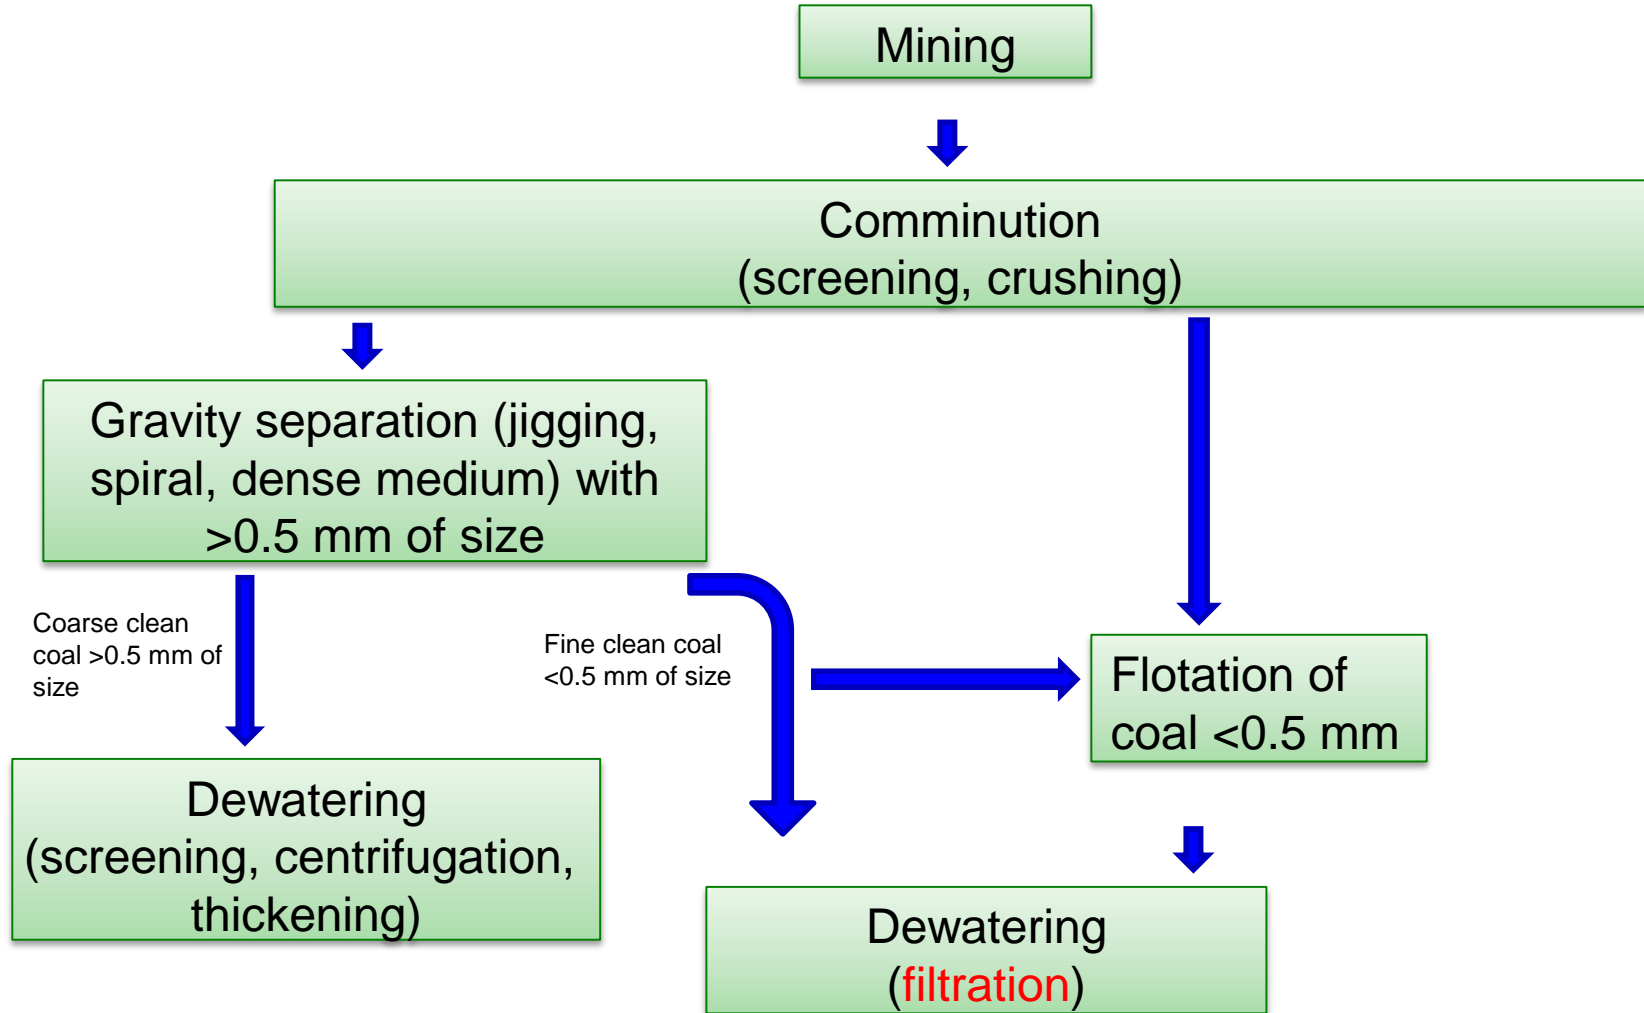 Mining
Comminution
(screening, crushing)
Gravity separation (jigging,
spiral, dense medium) with
>0.5 mm of size
Coarse clean
coal >0.5 mm of
size
Fine clean coal
<0.5 mm of size
Flotation of
coal <0.5 mm
Dewatering
(screening, centrifugation,
thickening)
Dewatering
(filtration)